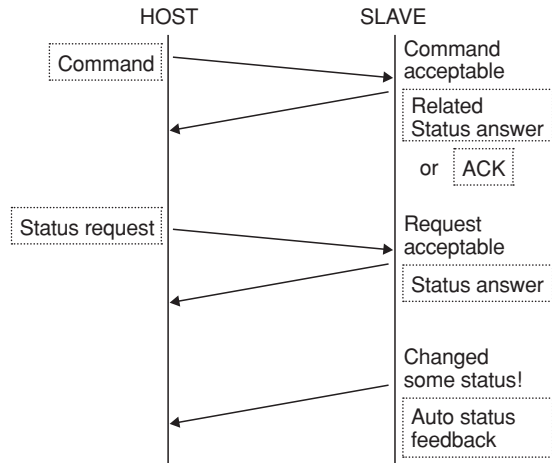 HOST SLAVE
Command
Command
acceptable
Related
Status answer
or ACK
Status request
Request
acceptable
Status answer
Changed
some status!
Auto status
feedback